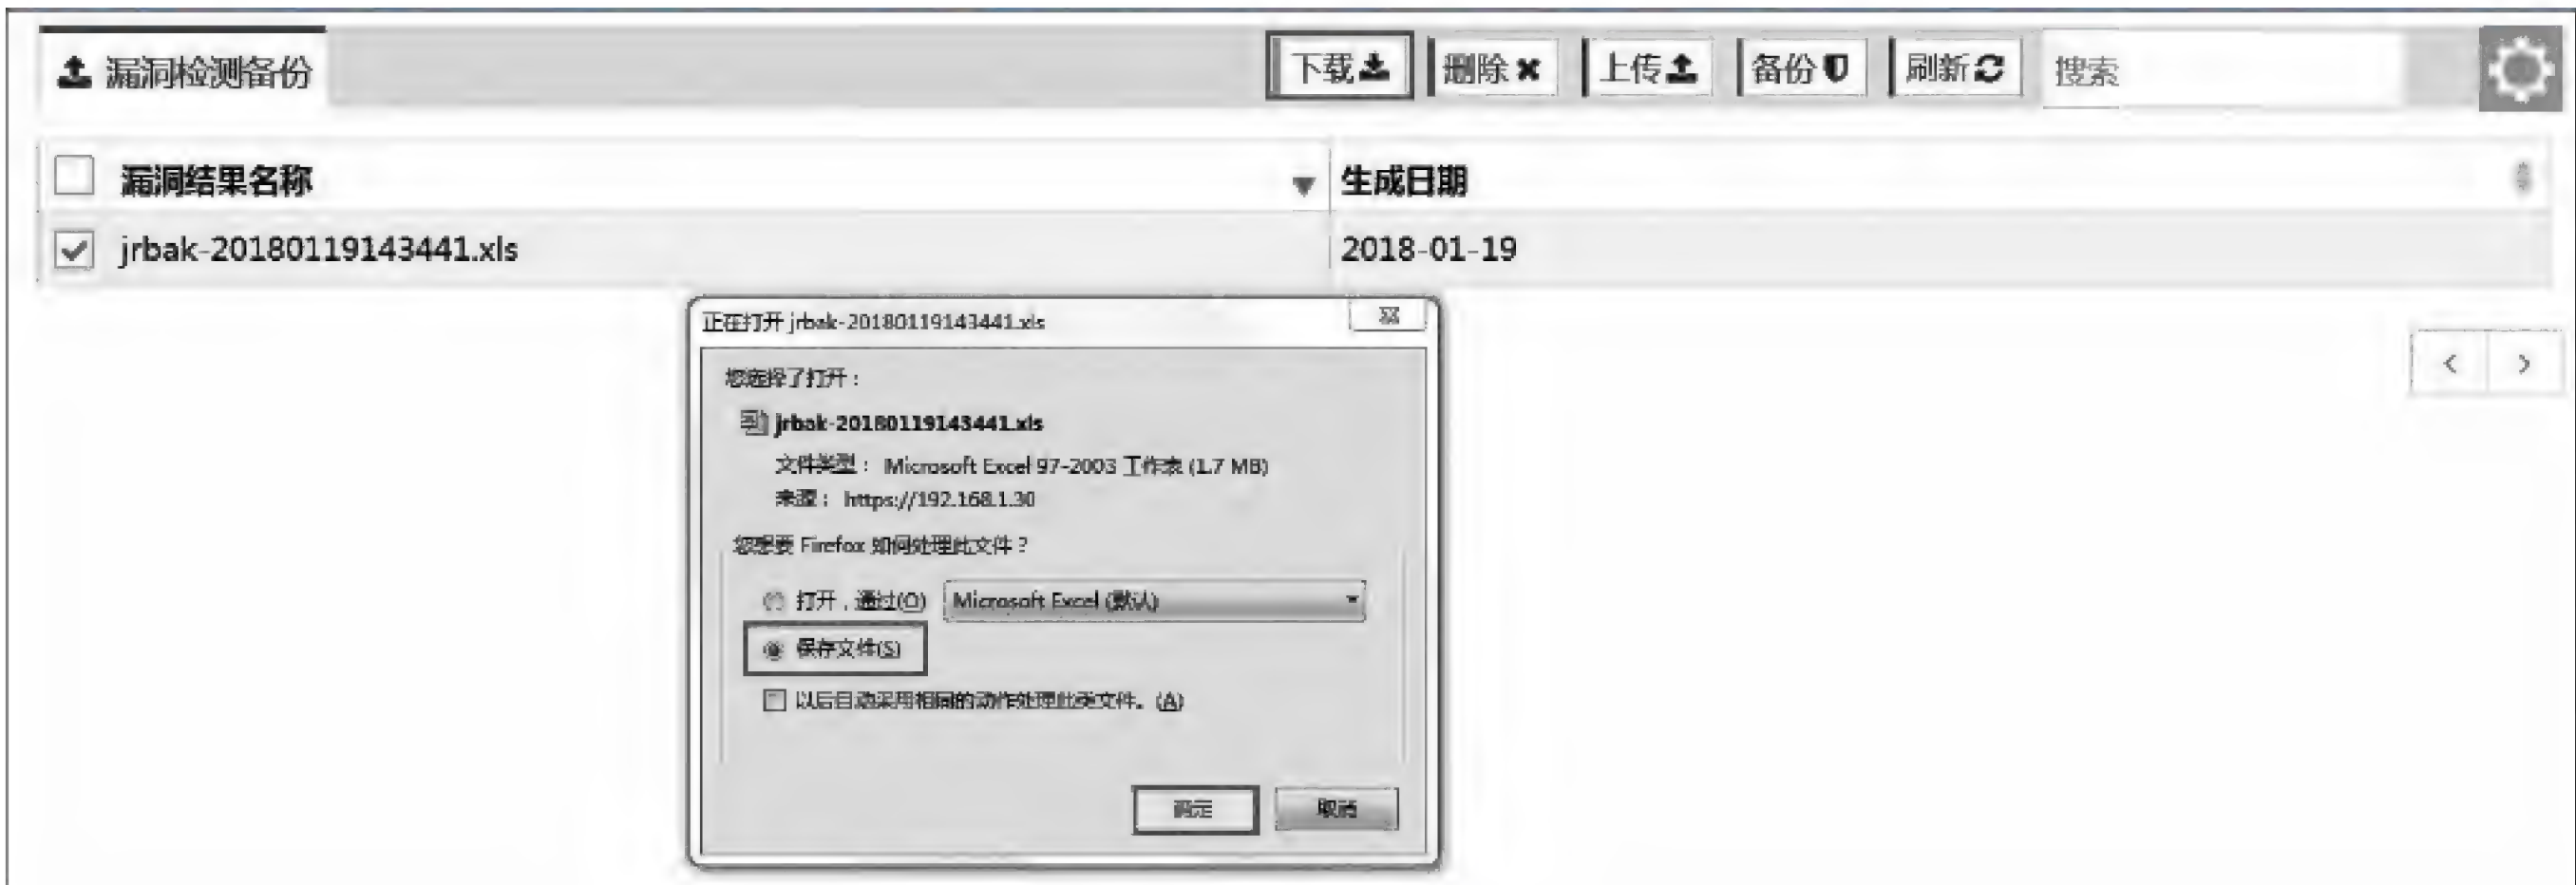 漏洞检测备份 下载 删除 上传 备份 刷新 搜索
漏洞结果名称 生成日期
jrbak-20180119143441.xls 2018-01-19
正在打开 jrbak-20180119143441.xls
您选择了打开：
jrbak-20180119143441.xls
文件类型： Microsoft Excel 97-2003 工作表 (1.7 MB)
来源： https://192.168.1.30
您想要 Firefox 如何处理此文件？
打开，通过(O) Microsoft Excel (默认)
保存文件(S)
以后自动采用相同的动作处理此类文件。(A)
确定 取消